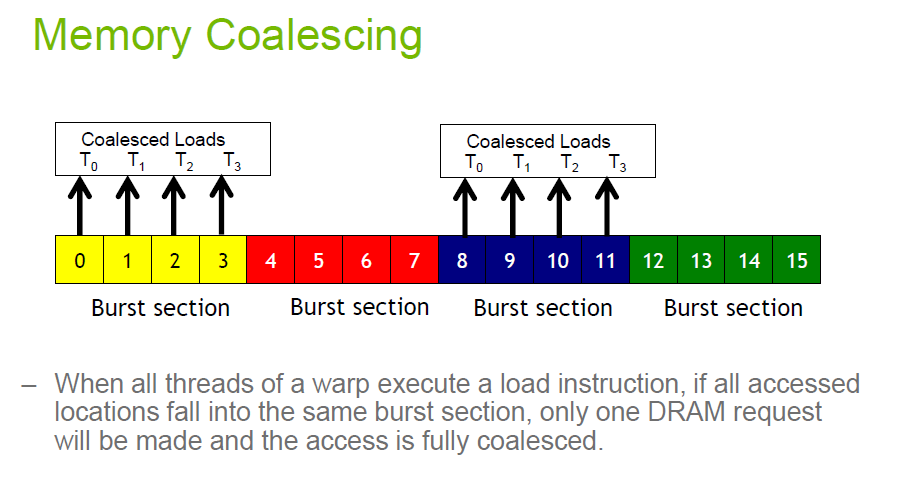 Memory Coalescing
Coalesced Loads
T0 T1 T2 T3
Coalesced Loads
T0 T1 T2 T3
0 1 2 3 4 5 6 7 8 9 10 11 12 13 14 15
Burst section Burst section Burst section Burst section
– When all threads of a warp execute a load instruction, if all accessed
locations fall into the same burst section, only one DRAM request
will be made and the access is fully coalesced.